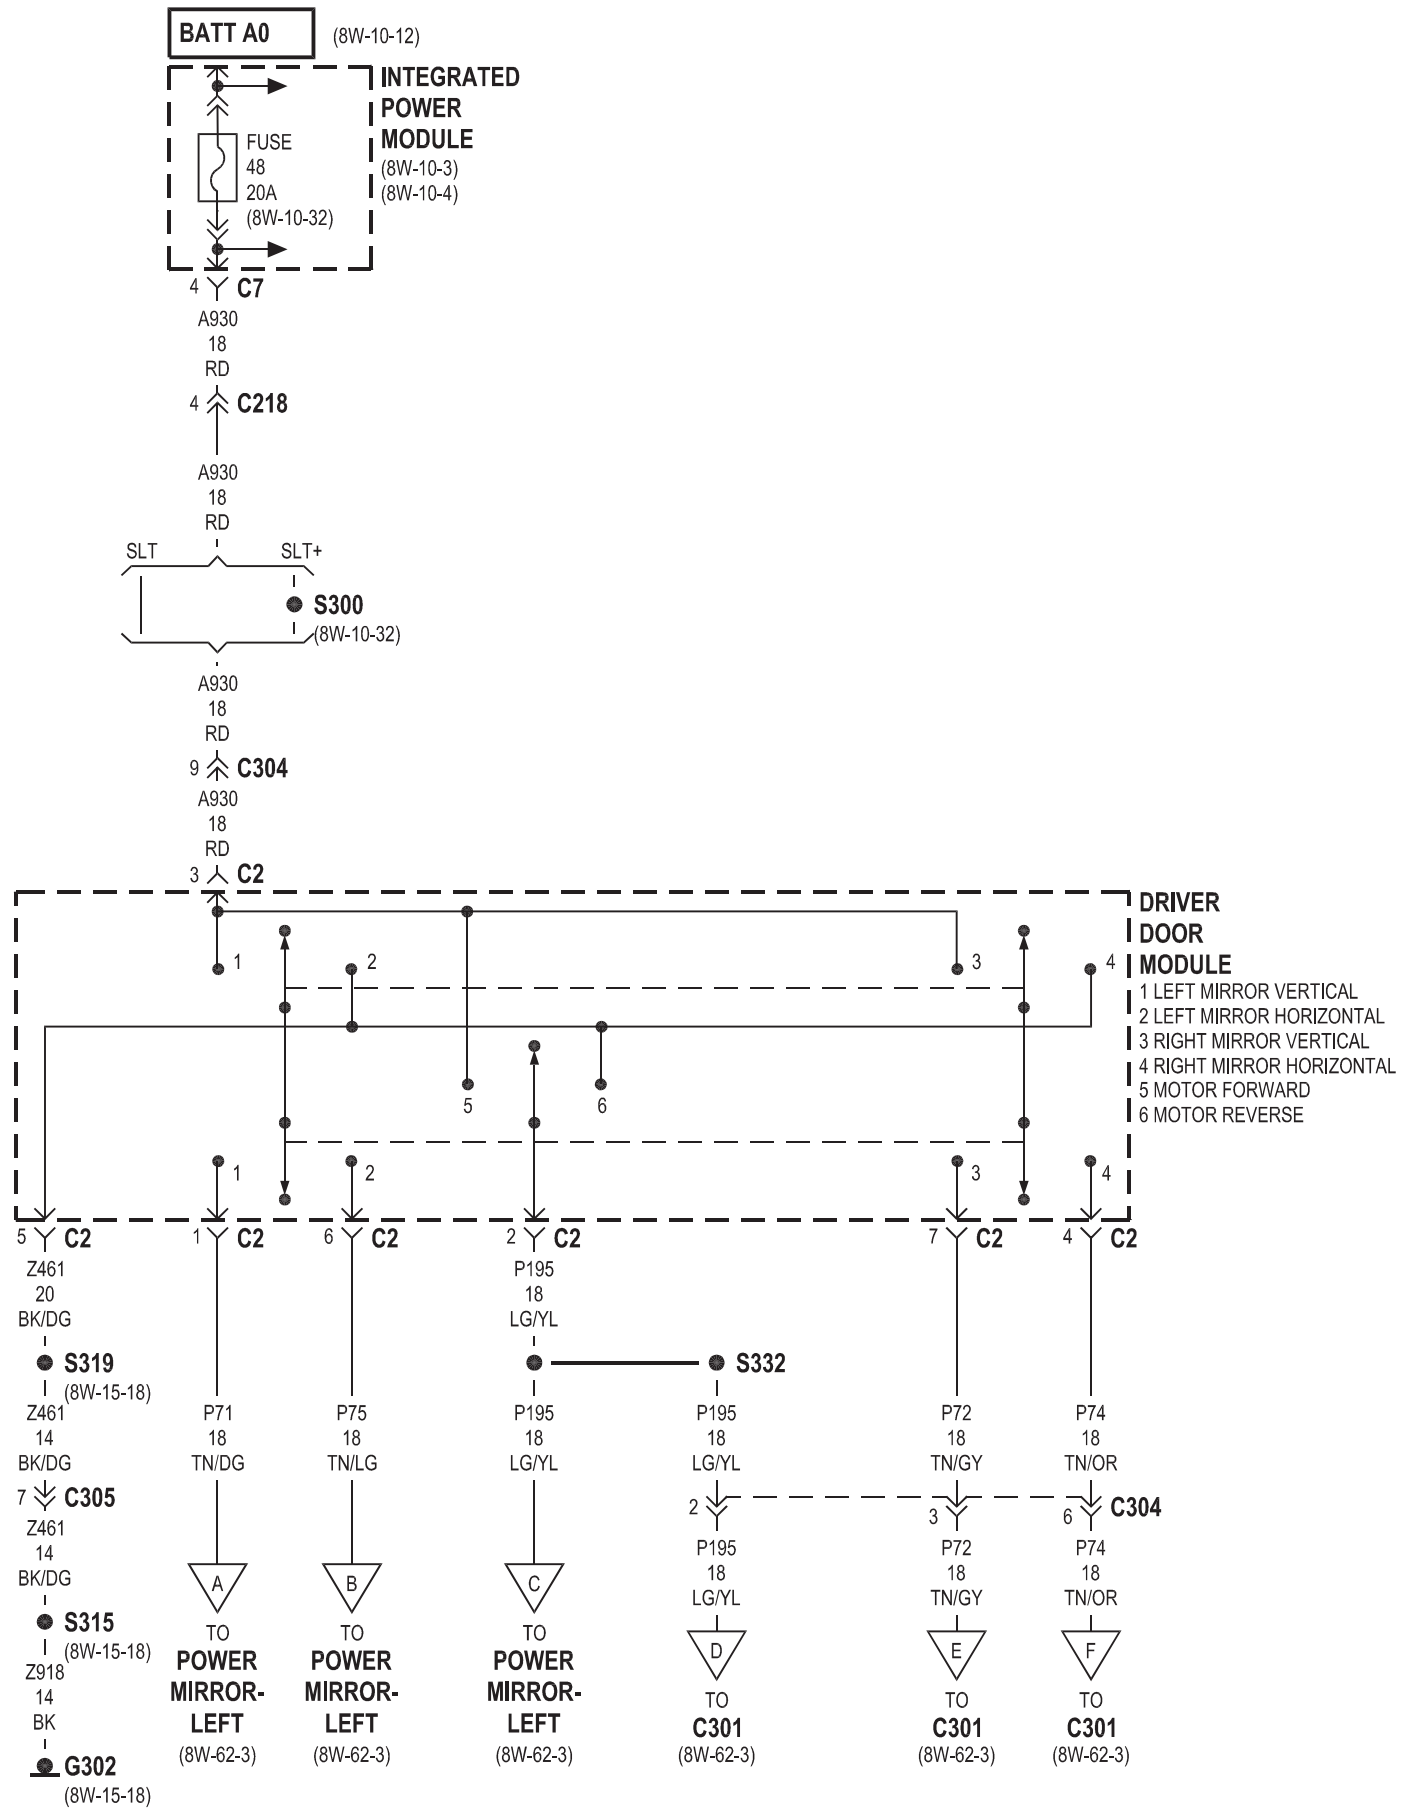 BATT A0
(8W-10-12)
INTEGRATED
POWER
MODULE
(8W-10-3)
(8W-10-4)
FUSE
48
20A
(8W-10-32)
4 C7
A930
18
RD
4 C218
A930
18
RD
SLT SLT+
S300
(8W-10-32)
A930
18
RD
9 C304
A930
18
RD
3 C2
DRIVER
DOOR
MODULE
1 LEFT MIRROR VERTICAL
2 LEFT MIRROR HORIZONTAL
3 RIGHT MIRROR VERTICAL
4 RIGHT MIRROR HORIZONTAL
5 MOTOR FORWARD
6 MOTOR REVERSE
1 2 3 4
5 6
1 2 3 4
5 C2 1 C2 6 C2 2 C2 7 C2 4 C2
Z461 P195
20 18
BK/DG LG/YL
S319 S332
(8W-15-18)
Z461 P71 P75 P195 P195 P72 P74
14 18 18 18 18 18 18
BK/DG TN/DG TN/LG LG/YL LG/YL TN/GY TN/OR
7 C305 2 3 6 C304
Z461 P195 P72 P74
14 18 18 18
BK/DG LG/YL TN/GY TN/OR
A B C
S315
(8W-15-18)
TO TO TO
D E F
Z918 POWER POWER POWER
14 MIRROR- MIRROR- MIRROR- TO TO TO
BK LEFT LEFT LEFT C301 C301 C301
(8W-62-3) (8W-62-3) (8W-62-3) (8W-62-3) (8W-62-3) (8W-62-3)
G302
(8W-15-18)